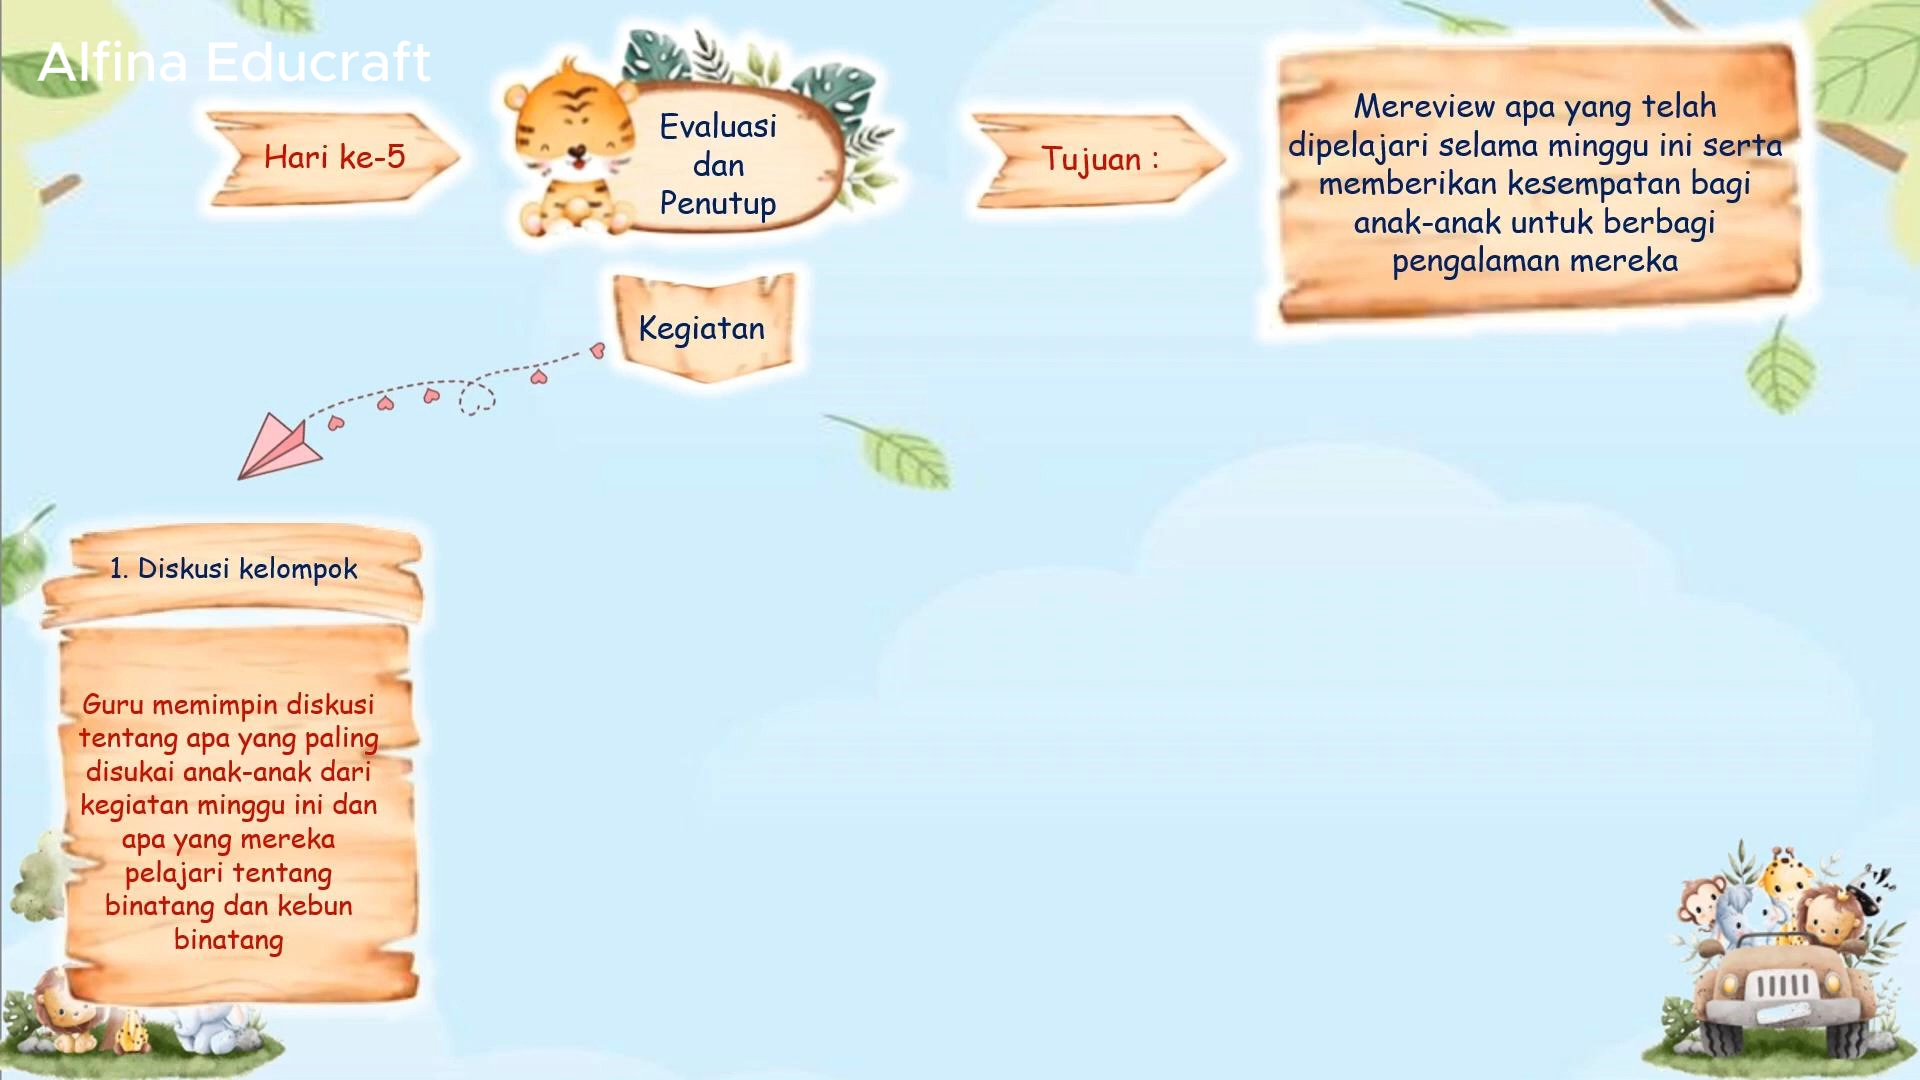 Alfina Educraft
Hari ke-5
Evaluasi
dan
Penutup
Tujuan :
Mereview apa yang telah
dipelajari selama minggu ini serta
memberikan kesempatan bagi
anak-anak untuk berbagi
pengalaman mereka
Kegiatan
1. Diskusi kelompok
Guru memimpin diskusi
tentang apa yang paling
disukai anak-anak dari
kegiatan minggu ini dan
apa yang mereka
pelajari tentang
binatang dan kebun
binatang